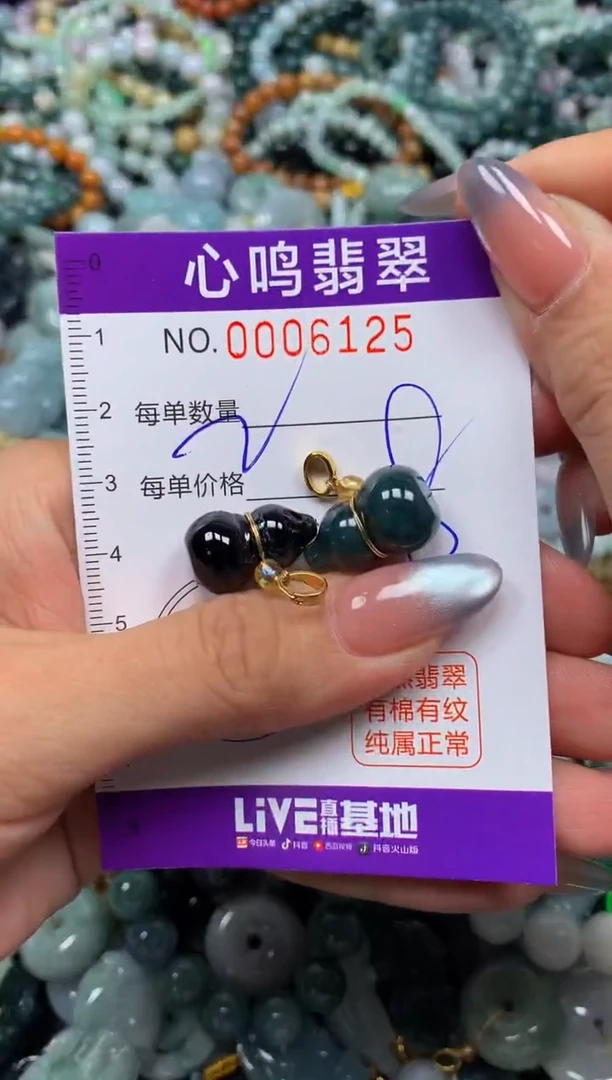 心鸣翡翠
0
1
NO.0006125
2
每单数量
3
每单价格
4
5
翡翠
有棉有纹
纯属正常
LiVE直播基地
今日头条 抖音 西瓜视频 抖音火山版